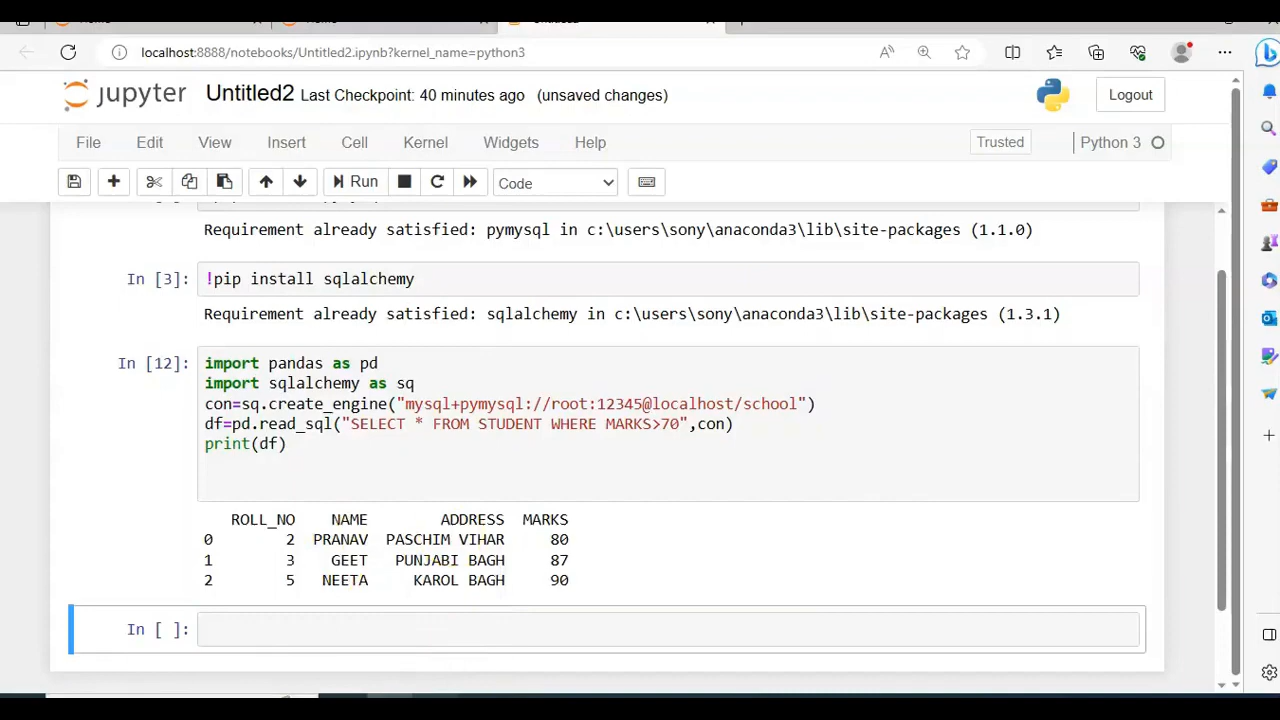 localhost:8888/notebooks/Untitled2.ipynb?kernel_name=python3
jupyter Untitled2 Last Checkpoint: 40 minutes ago (unsaved changes)
Logout
File Edit View Insert Cell Kernel Widgets Help
Trusted
Python 3
Run
Code
Requirement already satisfied: pymysql in c:\users\sony\anaconda3\lib\site-packages (1.1.0)
In [3]: !pip install sqlalchemy
Requirement already satisfied: sqlalchemy in c:\users\sony\anaconda3\lib\site-packages (1.3.1)
In [12]: import pandas as pd
import sqlalchemy as sq
con=sq.create_engine("mysql+pymysql://root:12345@localhost/school")
df=pd.read_sql("SELECT * FROM STUDENT WHERE MARKS>70",con)
print(df)
ROLL_NO NAME ADDRESS MARKS
0 2 PRANAV PASCHIM VIHAR 80
1 3 GEET PUNJABI BAGH 87
2 5 NEETA KAROL BAGH 90
In [ ]: